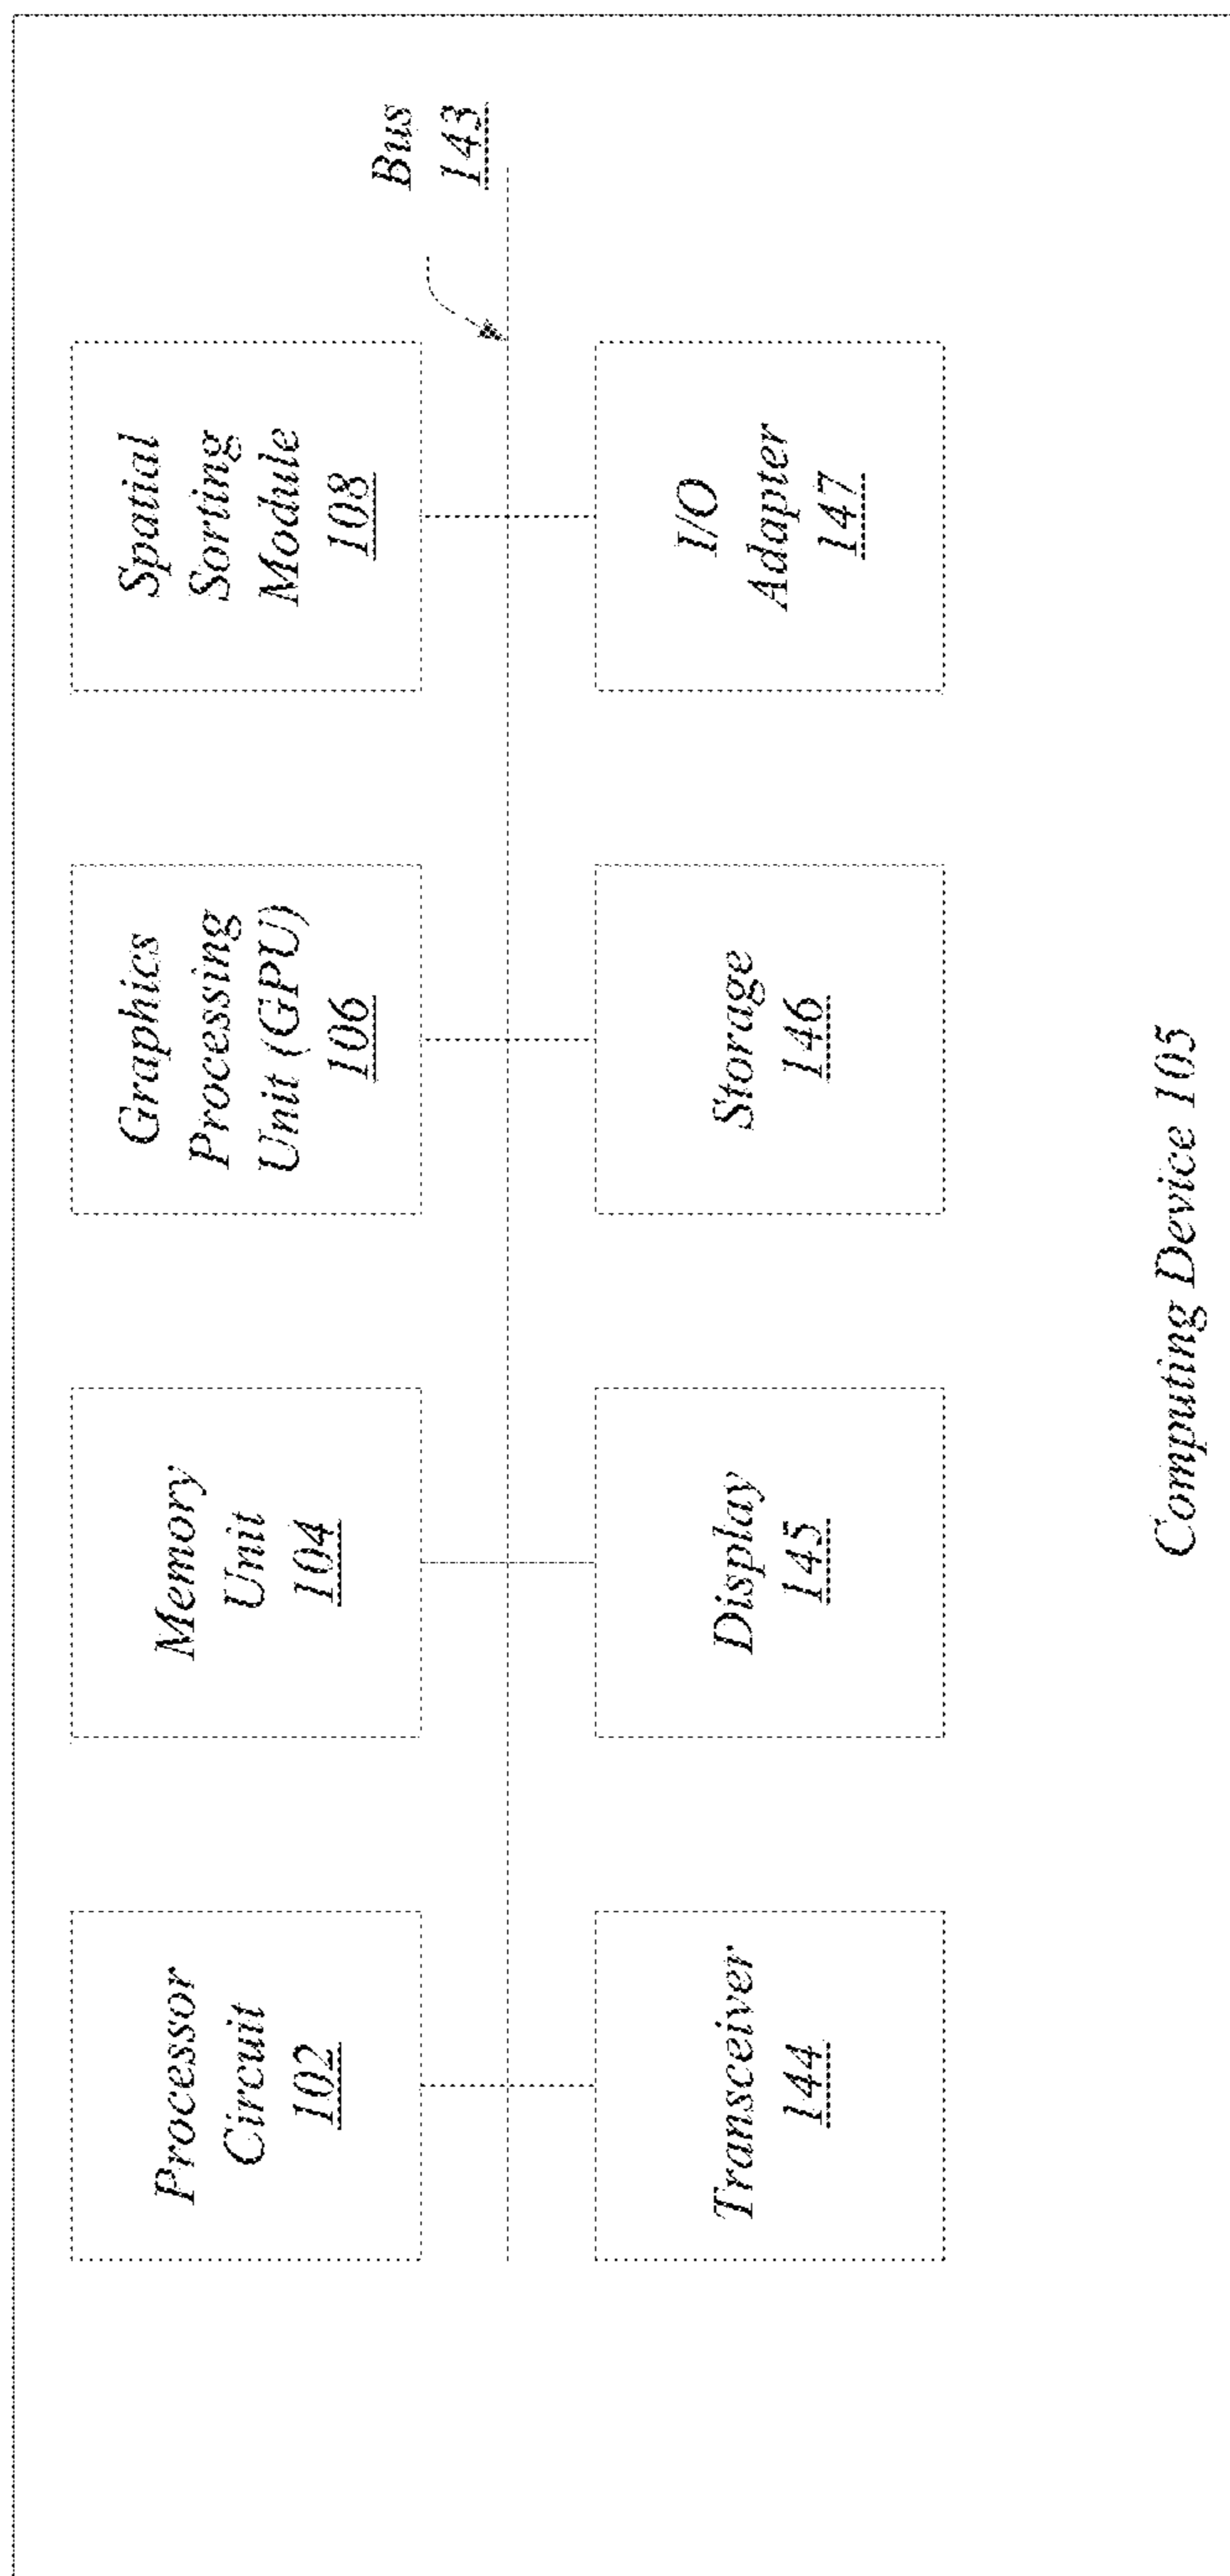 Processor
Circuit
102
Memory
Unit
104
Graphics
Processing
Unit (GPU)
106
Spatial
Sorting
Module
108
Bus
143
Transceiver
144
Display
145
Storage
146
I/O
Adapter
147
Computing Device 105